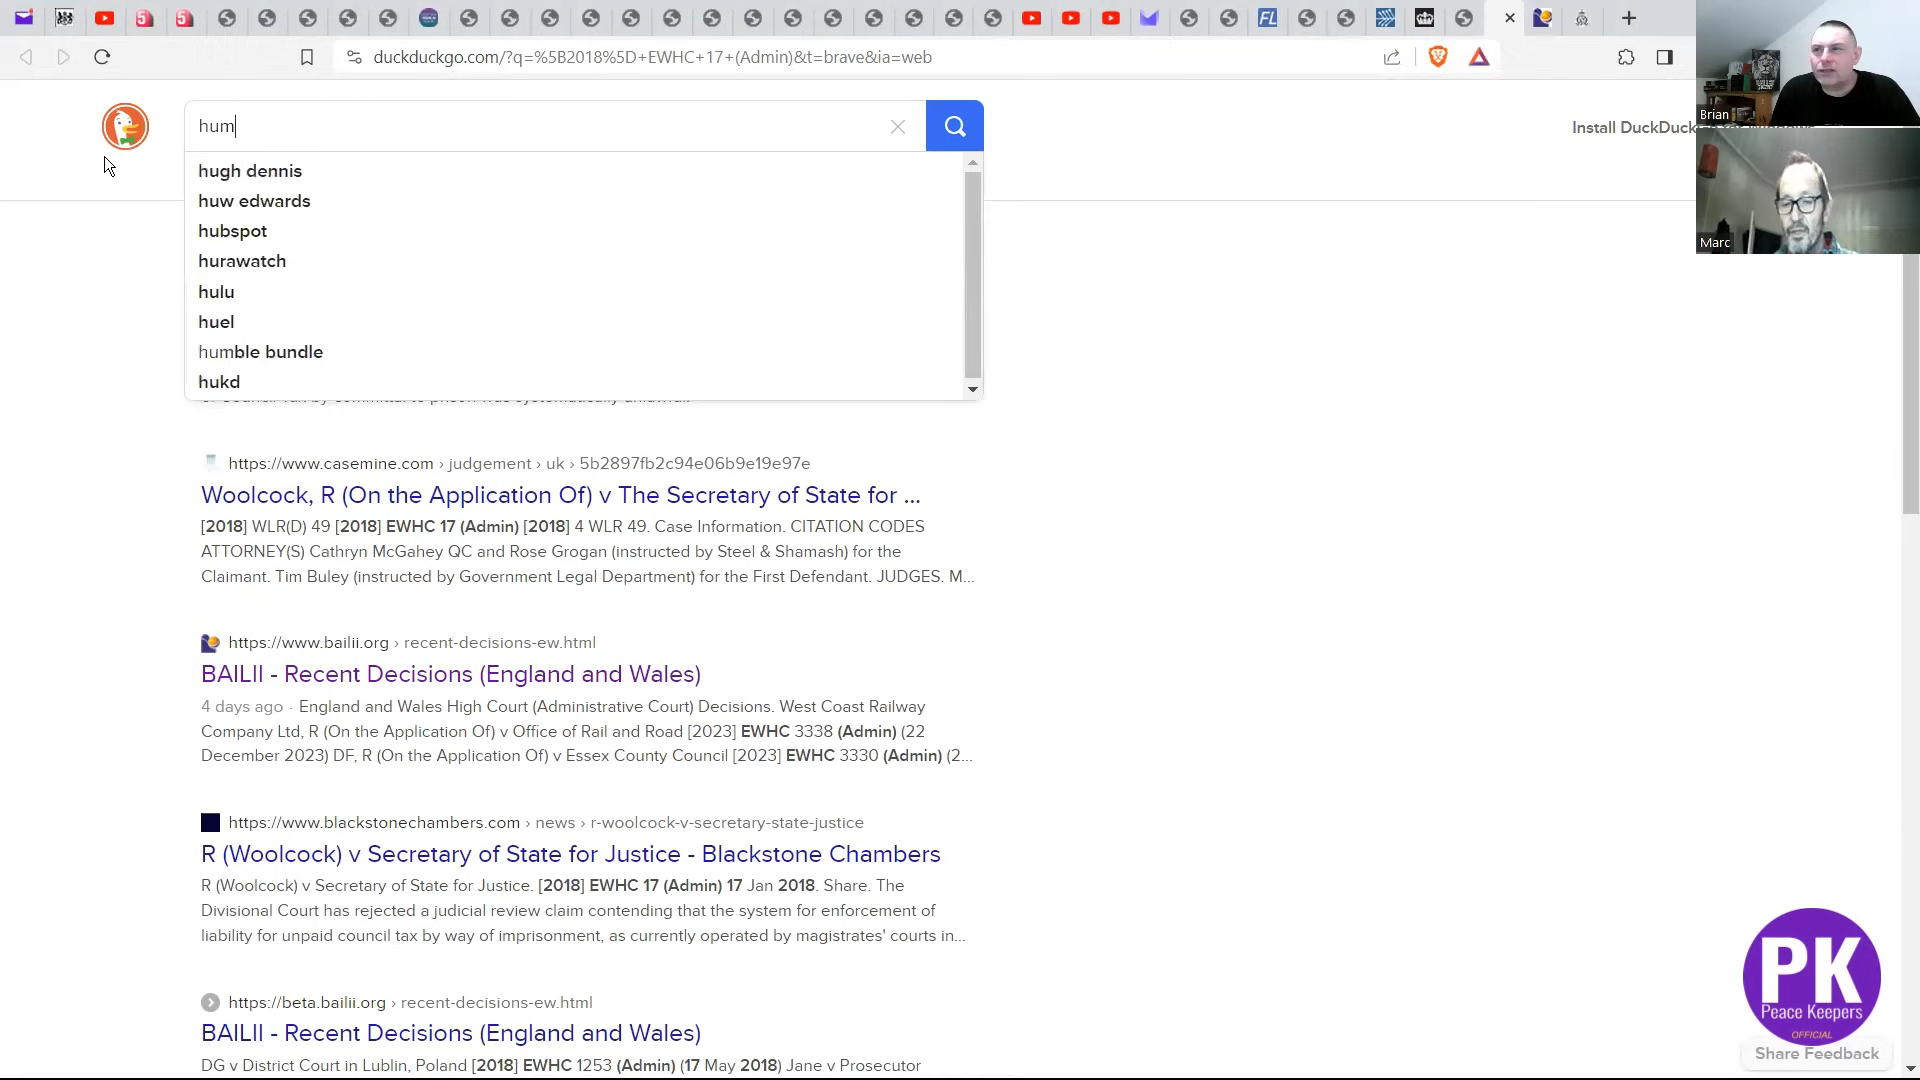 duckduckgo.com/?q=%5B2018%5D+EWHC+17+(Admin)&t=brave&ia=web
Brian
hum
Install DuckDuck
hugh dennis
huw edwards
hubspot
Marc
hurawatch
hulu
huel
humble bundle
hukd
https://www.casemine.com › judgement › uk › 5b2897fb2c94e06b9e19e97e
Woolcock, R (On the Application Of) v The Secretary of State for ...
[2018] WLR(D) 49 [2018] EWHC 17 (Admin) [2018] 4 WLR 49. Case Information. CITATION CODES
ATTORNEY(S) Cathryn McGahey QC and Rose Grogan (instructed by Steel & Shamash) for the
Claimant. Tim Buley (instructed by Government Legal Department) for the First Defendant. JUDGES. M...
https://www.bailii.org › recent-decisions-ew.html
BAILII - Recent Decisions (England and Wales)
4 days ago · England and Wales High Court (Administrative Court) Decisions. West Coast Railway
Company Ltd, R (On the Application Of) v Office of Rail and Road [2023] EWHC 3338 (Admin) (22
December 2023) DF, R (On the Application Of) v Essex County Council [2023] EWHC 3330 (Admin) (2...
https://www.blackstonechambers.com › news › r-woolcock-v-secretary-state-justice
R (Woolcock) v Secretary of State for Justice - Blackstone Chambers
R (Woolcock) v Secretary of State for Justice. [2018] EWHC 17 (Admin) 17 Jan 2018. Share. The
Divisional Court has rejected a judicial review claim contending that the system for enforcement of
liability for unpaid council tax by way of imprisonment, as currently operated by magistrates' courts in...
PK
Peace Keepers
OFFICIAL
https://beta.bailii.org › recent-decisions-ew.html
BAILII - Recent Decisions (England and Wales)
Share Feedback
DG v District Court in Lublin, Poland [2018] EWHC 1253 (Admin) (17 May 2018) Jane v Prosecutor